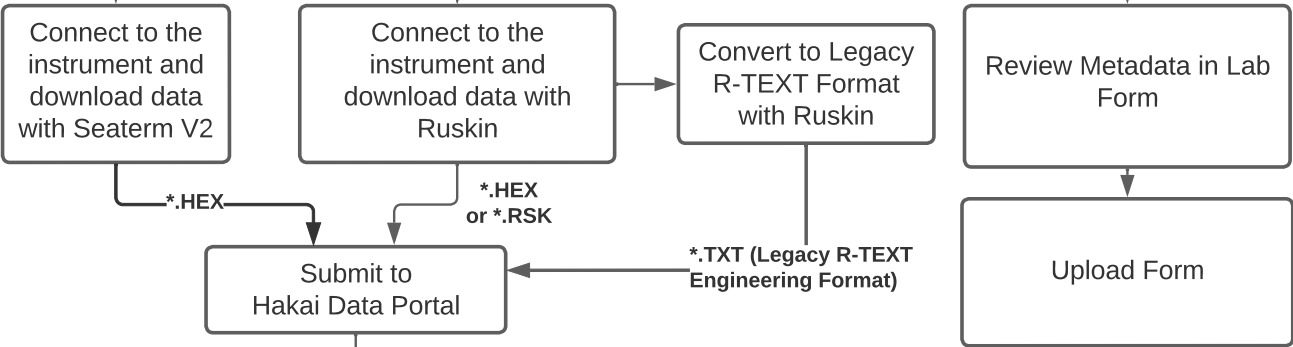 Connect to the
instrument and
download data
with Seaterm V2
Connect to the
instrument and
download data with
Ruskin
Convert to Legacy
R-TEXT Format
with Ruskin
Review Metadata in Lab
Form
*.HEX
*.HEX
or *.RSK
*.TXT (Legacy R-TEXT
Engineering Format)
Submit to
Hakai Data Portal
Upload Form